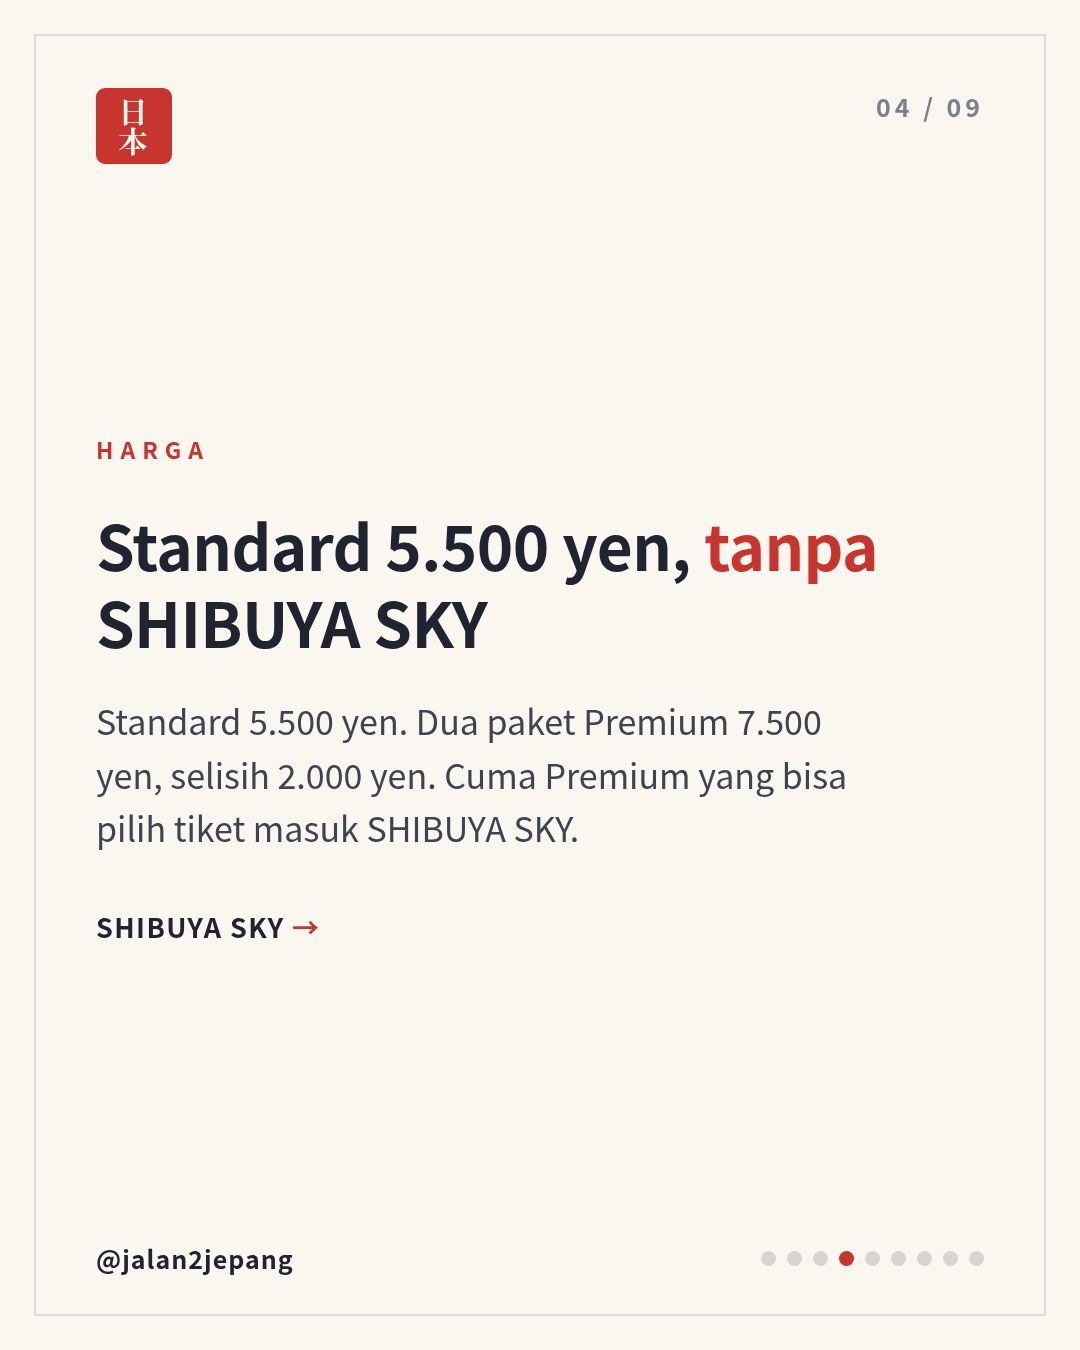 日
本
04 / 09
HARGA
Standard 5.500 yen, tanpa
SHIBUYA SKY
Standard 5.500 yen. Dua paket Premium 7.500
yen, selisih 2.000 yen. Cuma Premium yang bisa
pilih tiket masuk SHIBUYA SKY.
SHIBUYA SKY →
@jalan2jepang